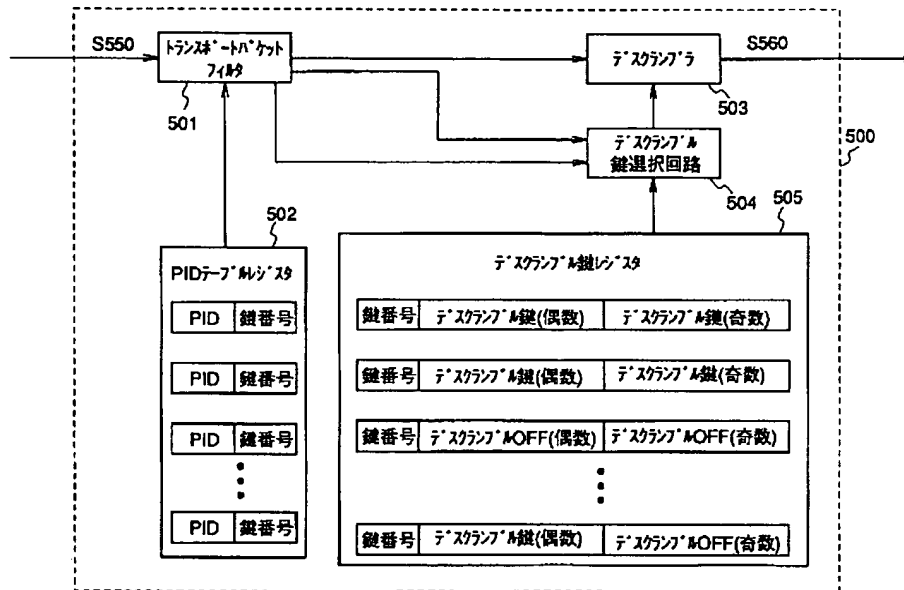 S550
トランスポートパケット
フィルタ
501
デスクランブラ
S560
503
デスクランブル
鍵選択回路
504
500
502
PIDテーブルレジスタ
PID 鍵番号
PID 鍵番号
PID 鍵番号
PID 鍵番号
505
デスクランブル鍵レジスタ
鍵番号 デスクランブル鍵(偶数) デスクランブル鍵(奇数)
鍵番号 デスクランブル鍵(偶数) デスクランブル鍵(奇数)
鍵番号 デスクランブルOFF(偶数) デスクランブルOFF(奇数)
鍵番号 デスクランブル鍵(偶数) デスクランブルOFF(奇数)